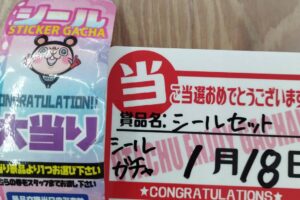 シール
STICKER GACHA
CONGRATULATION!!
大当り
当
ご当選おめでとうございます
賞品名:シールセット
シール
ガチャ
1月18日
★CONGRATULATIONS★